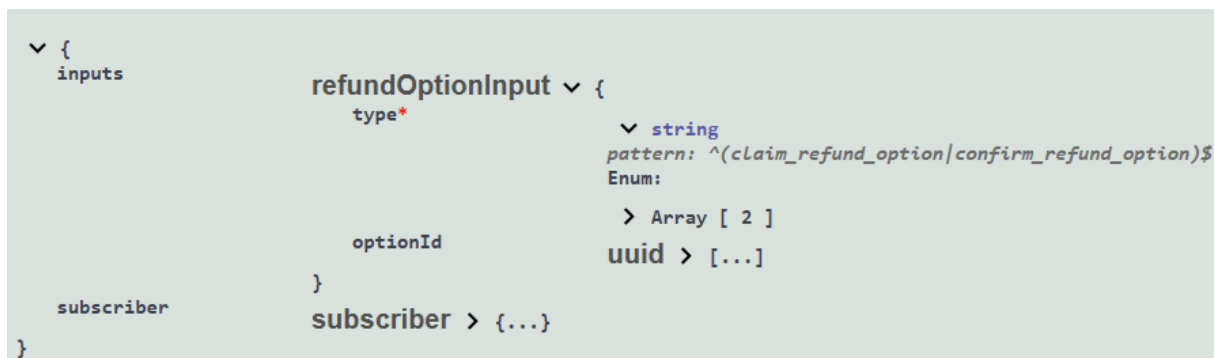 {
inputs
refundOptionInput {
type*
string
pattern: ^(claim_refund_option|confirm_refund_option)$
Enum:
Array [ 2 ]
optionId
uuid [...]
}
subscriber
subscriber {...}
}